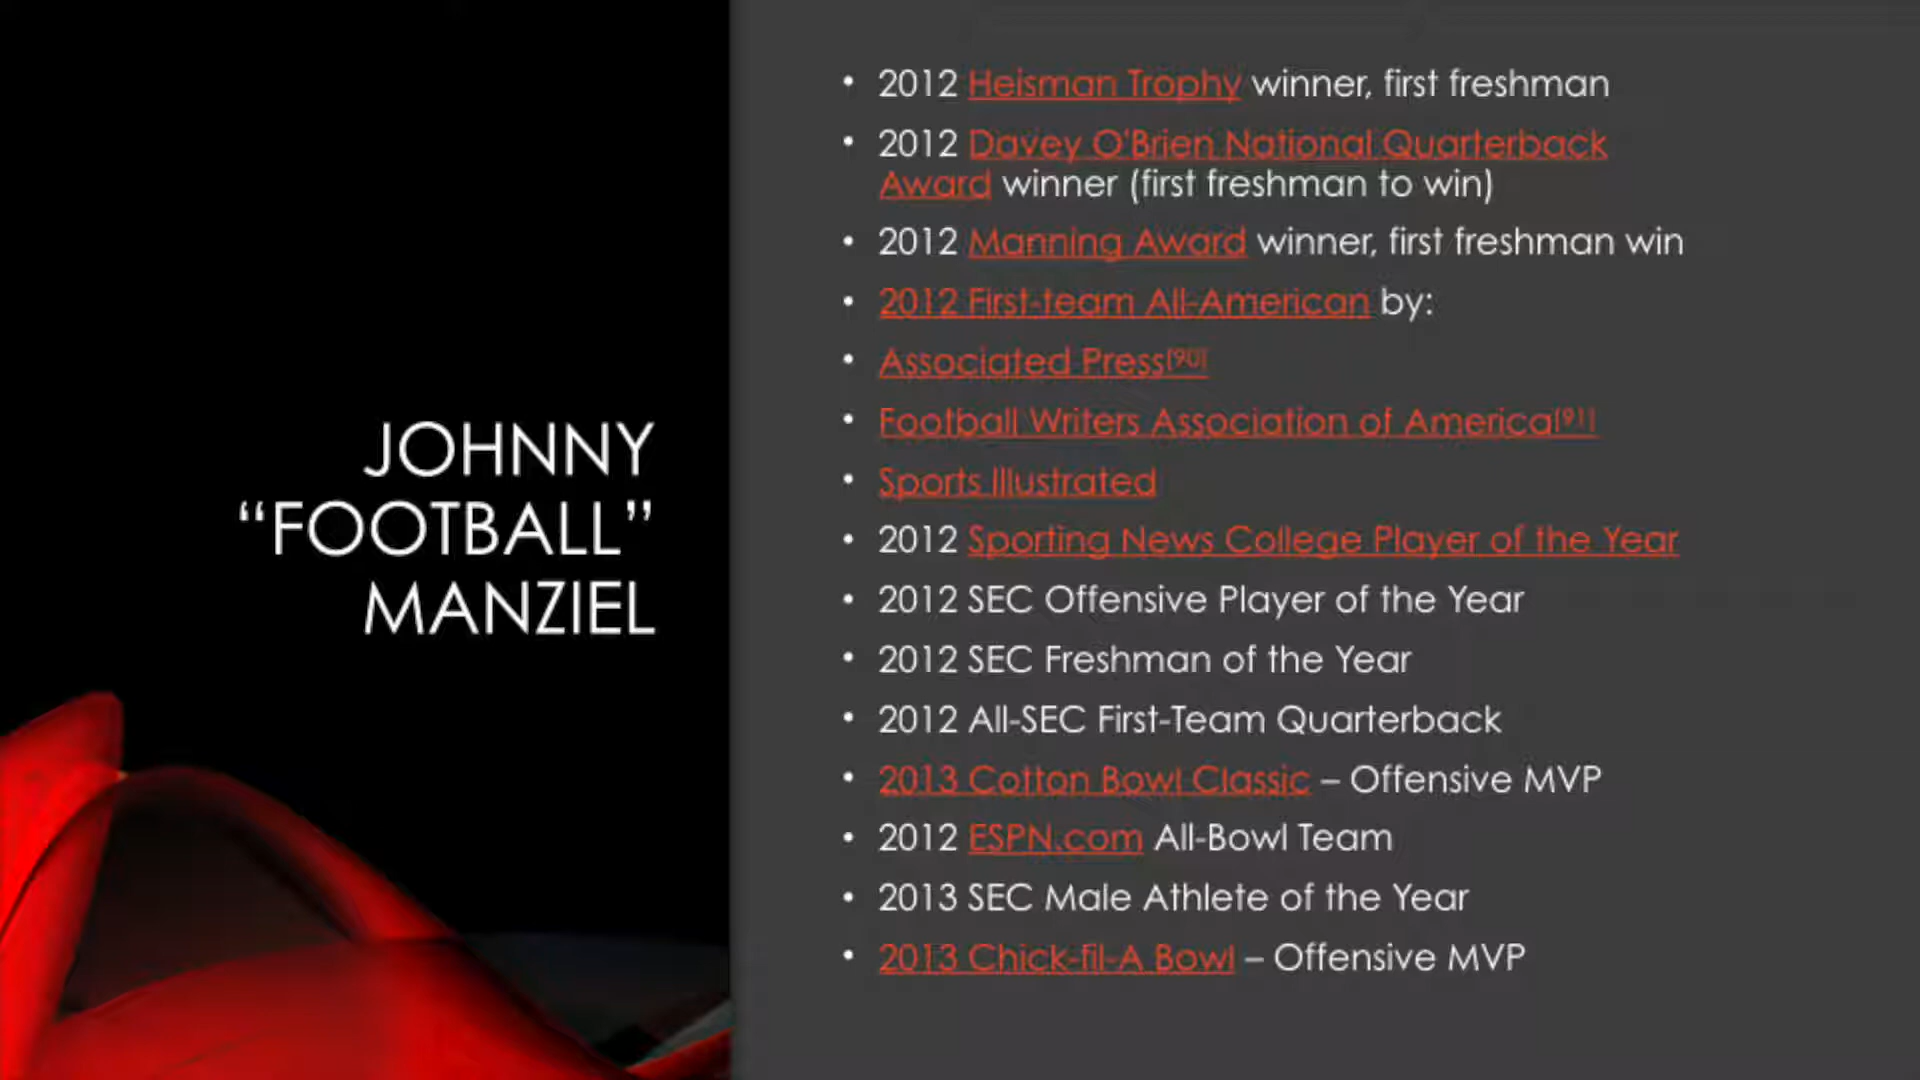 JOHNNY
“FOOTBALL”
MANZIEL
• 2012 Heisman Trophy winner, first freshman
• 2012 Davey O'Brien National Quarterback
Award winner (first freshman to win)
• 2012 Manning Award winner, first freshman win
• 2012 First-team All-American by:
• Associated Press[90]
• Football Writers Association of America[91]
• Sports Illustrated
• 2012 Sporting News College Player of the Year
• 2012 SEC Offensive Player of the Year
• 2012 SEC Freshman of the Year
• 2012 All-SEC First-Team Quarterback
• 2013 Cotton Bowl Classic – Offensive MVP
• 2012 ESPN.com All-Bowl Team
• 2013 SEC Male Athlete of the Year
• 2013 Chick-fil-A Bowl – Offensive MVP